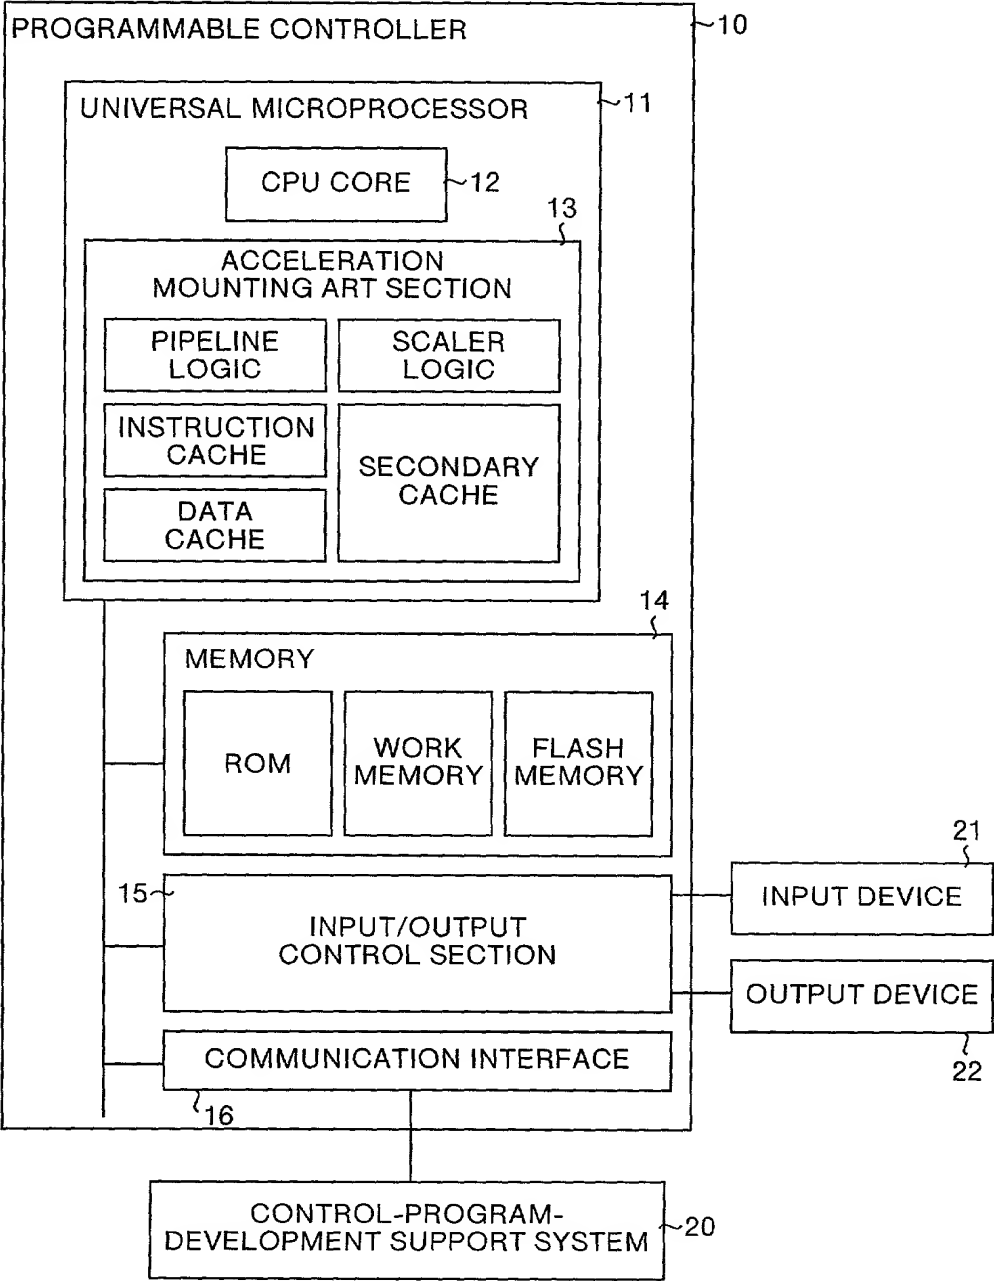 PROGRAMMABLE CONTROLLER
10
UNIVERSAL MICROPROCESSOR
11
CPU CORE
12
13
ACCELERATION
MOUNTING ART SECTION
PIPELINE
LOGIC
SCALER
LOGIC
INSTRUCTION
CACHE
SECONDARY
CACHE
DATA
CACHE
14
MEMORY
ROM
WORK
MEMORY
FLASH
MEMORY
15
INPUT/OUTPUT
CONTROL SECTION
21
INPUT DEVICE
OUTPUT DEVICE
22
COMMUNICATION INTERFACE
16
CONTROL-PROGRAM-
DEVELOPMENT SUPPORT SYSTEM
20